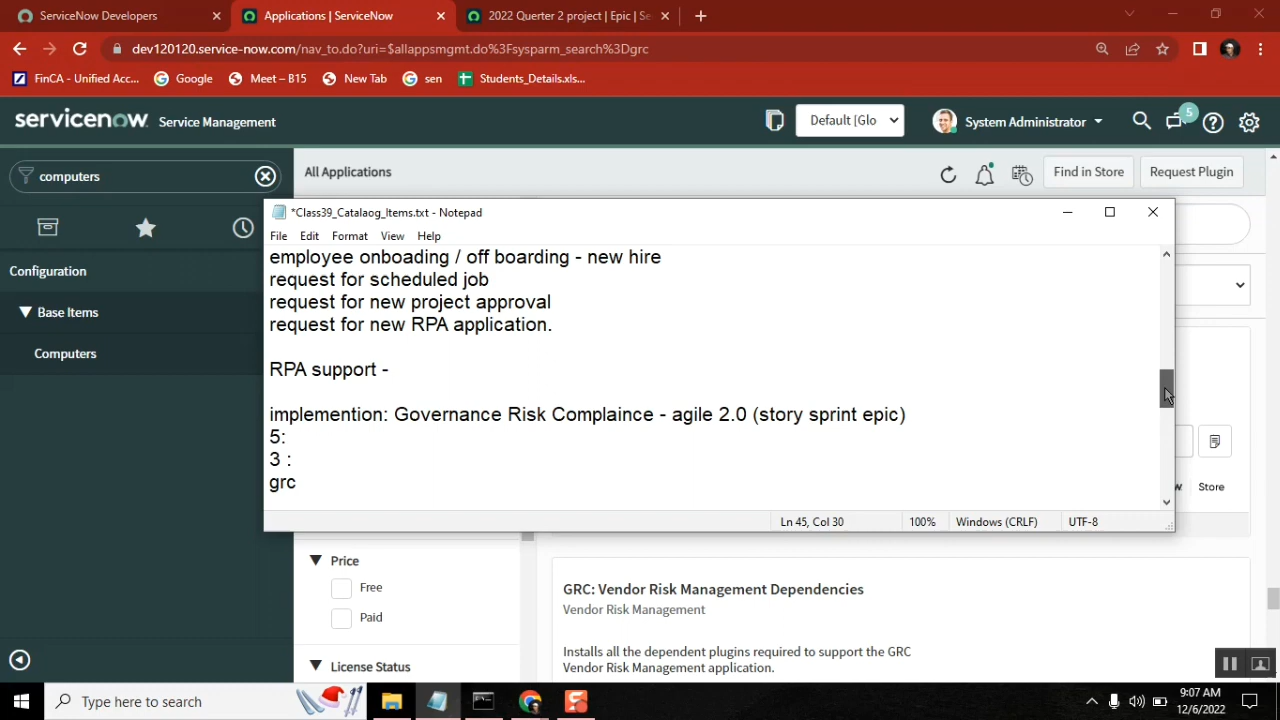 ServiceNow Developers
Applications | ServiceNow
2022 Querter 2 project | Epic | Se
dev120120.service-now.com/nav_to.do?uri=$allappsmgmt.do%3Fsysparm_search%3Dgrc
FinCA - Unified Acc...
Google
Meet – B15
New Tab
sen
Students_Details.xls...
servicenow. Service Management
Default [Glo
System Administrator
5
computers
All Applications
Find in Store
Request Plugin
*Class39_Catalaog_Items.txt - Notepad
File Edit Format View Help
Configuration
Base Items
Computers
employee onboading / off boarding - new hire
request for scheduled job
request for new project approval
request for new RPA application.
RPA support -
implemention: Governance Risk Complaince - agile 2.0 (story sprint epic)
5:
3 :
grc
Store
Ln 45, Col 30
100%
Windows (CRLF)
UTF-8
Price
Free
Paid
License Status
GRC: Vendor Risk Management Dependencies
Vendor Risk Management
Installs all the dependent plugins required to support the GRC
Vendor Risk Management application.
Type here to search
9:07 AM
12/6/2022